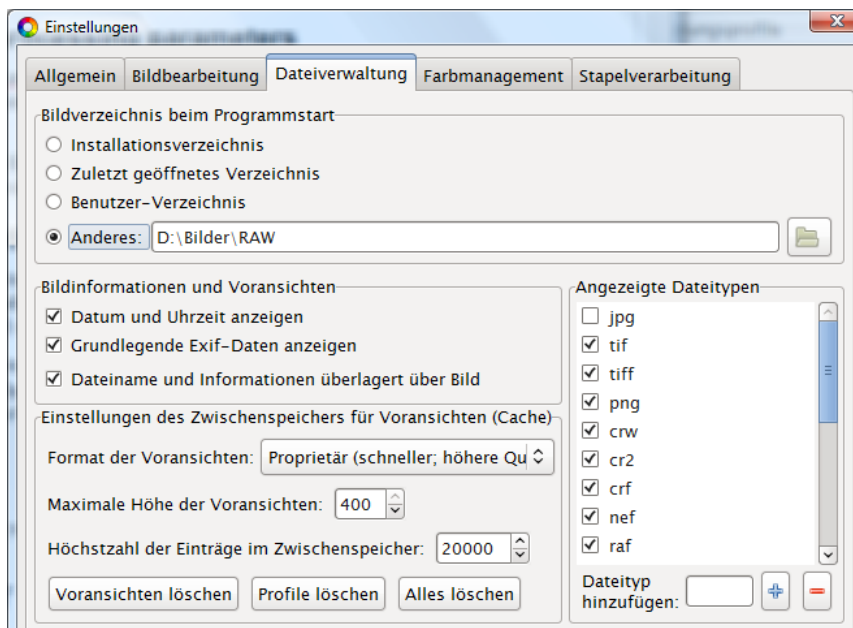 Einstellungen
Allgemein
Bildbearbeitung
Dateiverwaltung
Farbmanagement
Stapelverarbeitung
Bildverzeichnis beim Programmstart
Installationsverzeichnis
Zuletzt geöffnetes Verzeichnis
Benutzer-Verzeichnis
Anderes: D:\Bilder\RAW
Bildinformationen und Voransichten
Datum und Uhrzeit anzeigen
Grundlegende Exif-Daten anzeigen
Dateiname und Informationen überlagert über Bild
Einstellungen des Zwischenspeichers für Voransichten (Cache)
Format der Voransichten: Proprietär (schneller; höhere Qu
Maximale Höhe der Voransichten: 400
Höchstzahl der Einträge im Zwischenspeicher: 20000
Voransichten löschen
Profile löschen
Alles löschen
Angezeigte Dateitypen
jpg
tif
tiff
png
crw
cr2
crf
nef
raf
Dateityp
hinzufügen: